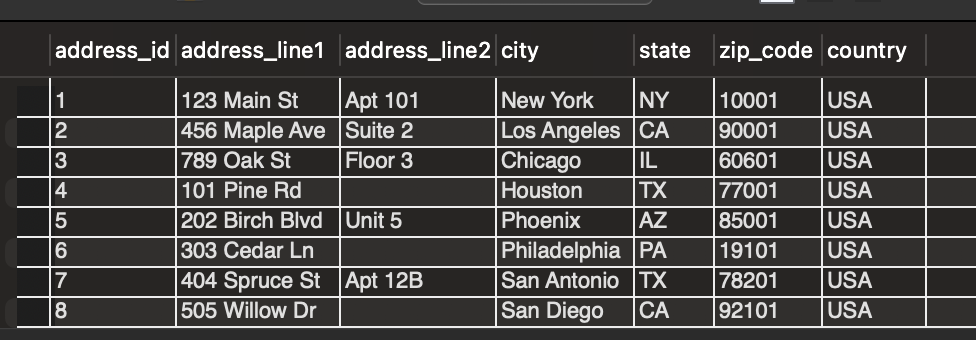 address_id address_line1 address_line2 city state zip_code country
1 123 Main St Apt 101 New York NY 10001 USA
2 456 Maple Ave Suite 2 Los Angeles CA 90001 USA
3 789 Oak St Floor 3 Chicago IL 60601 USA
4 101 Pine Rd Houston TX 77001 USA
5 202 Birch Blvd Unit 5 Phoenix AZ 85001 USA
6 303 Cedar Ln Philadelphia PA 19101 USA
7 404 Spruce St Apt 12B San Antonio TX 78201 USA
8 505 Willow Dr San Diego CA 92101 USA